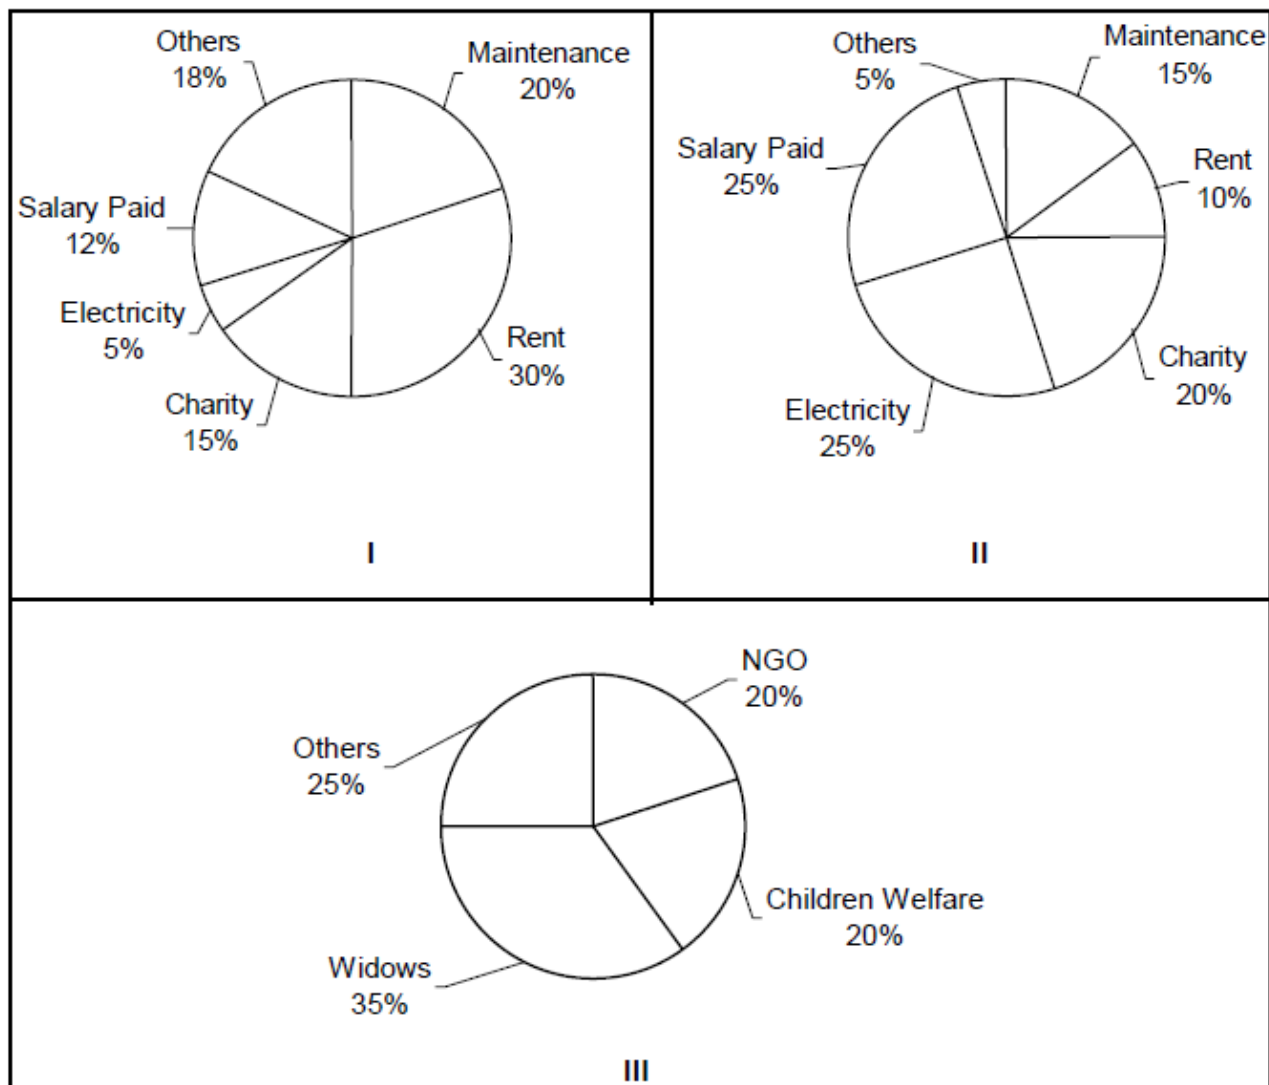 Others
18%
Maintenance
20%
Salary Paid
12%
Electricity
5%
Rent
30%
Charity
15%
I
Others
5%
Maintenance
15%
Salary Paid
25%
Rent
10%
Charity
20%
Electricity
25%
II
NGO
20%
Others
25%
Children Welfare
20%
Widows
35%
III